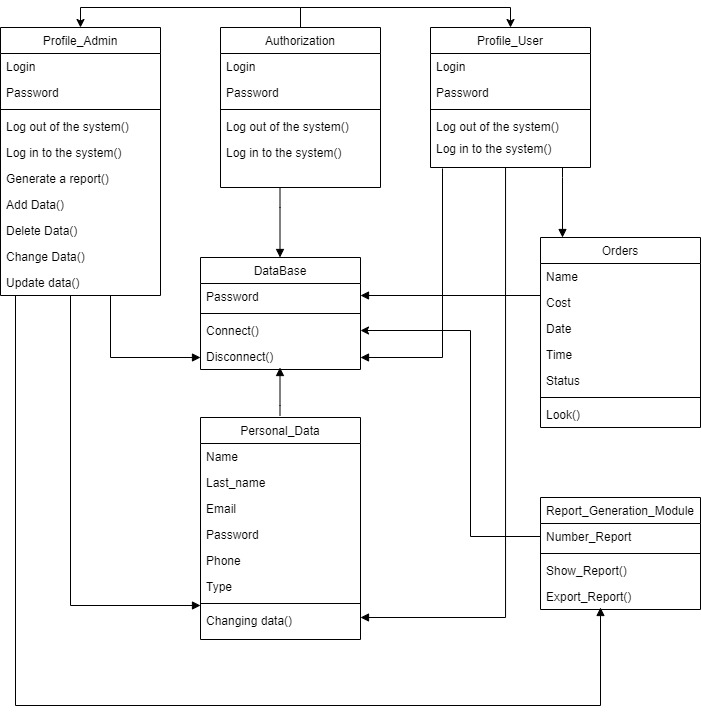 Profile_Admin
Login
Password
Log out of the system()
Log in to the system()
Generate a report()
Add Data()
Delete Data()
Change Data()
Update data()
Authorization
Login
Password
Log out of the system()
Log in to the system()
Profile_User
Login
Password
Log out of the system()
Log in to the system()
DataBase
Password
Connect()
Disconnect()
Orders
Name
Cost
Date
Time
Status
Look()
Personal_Data
Name
Last_name
Email
Password
Phone
Type
Changing data()
Report_Generation_Module
Number_Report
Show_Report()
Export_Report()